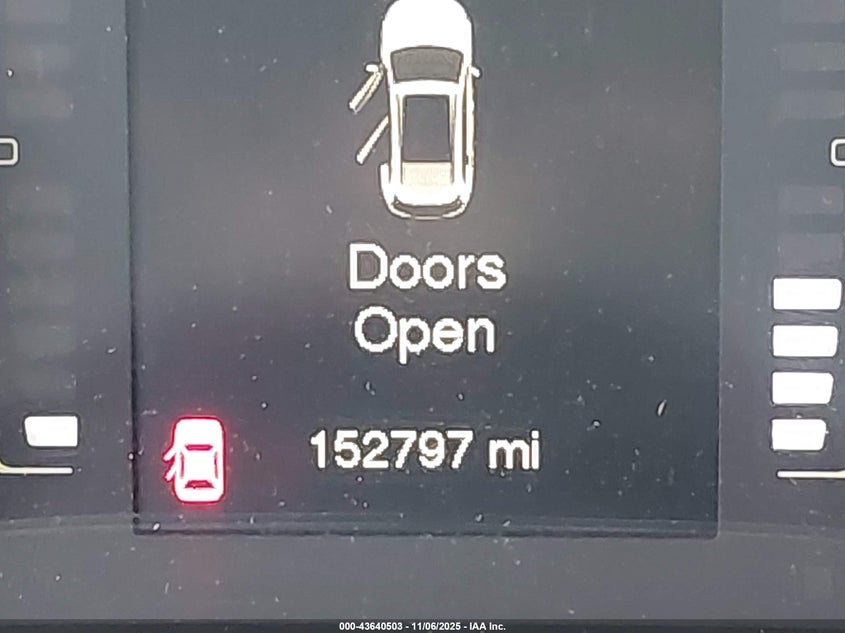 Doors
Open
152797 mi
000-43640503 - 11/06/2025 - IAA Inc.